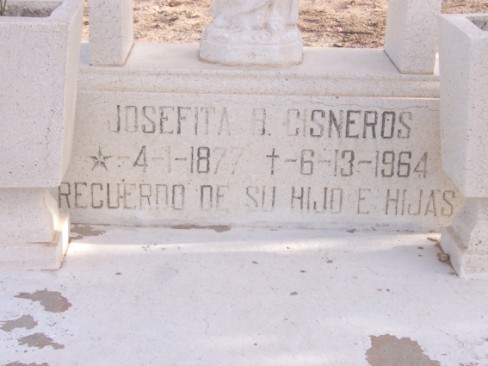 JOSEFITA B. CISNEROS
★-4-1-1877 ✝-6-13-1964
RECUERDO DE SU HIJO E HIJAS